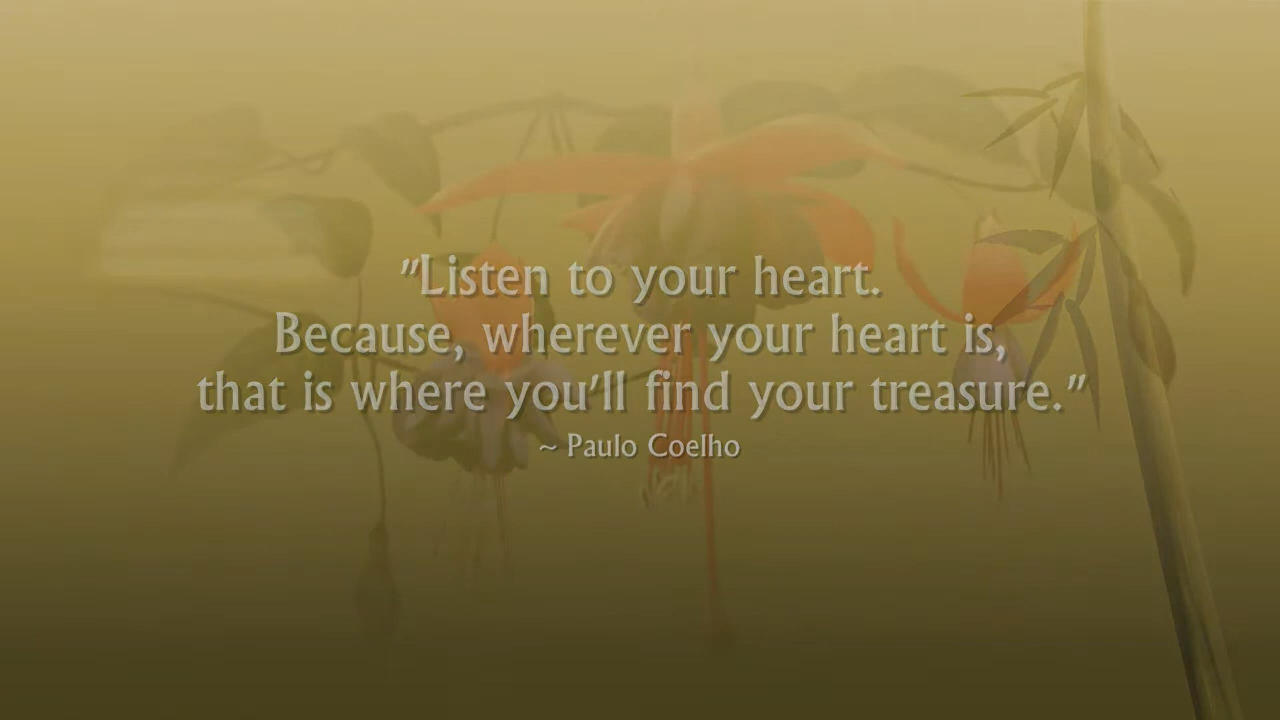 "Listen to your heart.
Because, wherever your heart is,
that is where you'll find your treasure."
~ Paulo Coelho